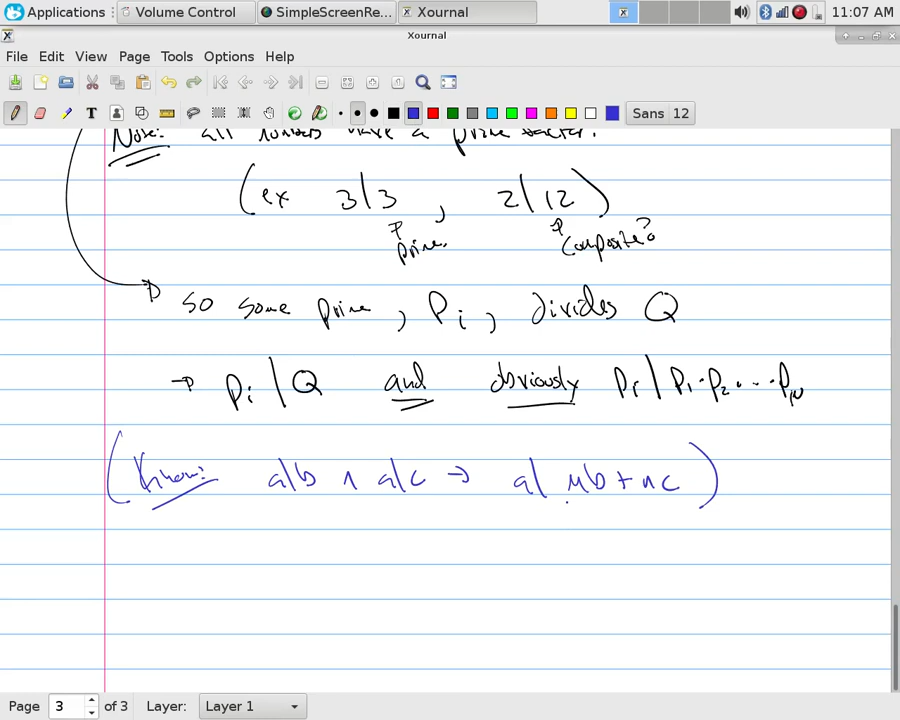 Applications Volume Control SimpleScreenRe... Xournal 11:07 AM
Xournal
File Edit View Page Tools Options Help
Sans 12
Note: all numbers have a prime factor.
(ex 3|3 , 2|12)
prime. composite?
so some prime, Pi, divides Q
→ Pi | Q and obviously Pi | P1·P2·...·PN
(Know: a|b ∧ a|c → a| mb+nc)
Page 3 of 3 Layer: Layer 1